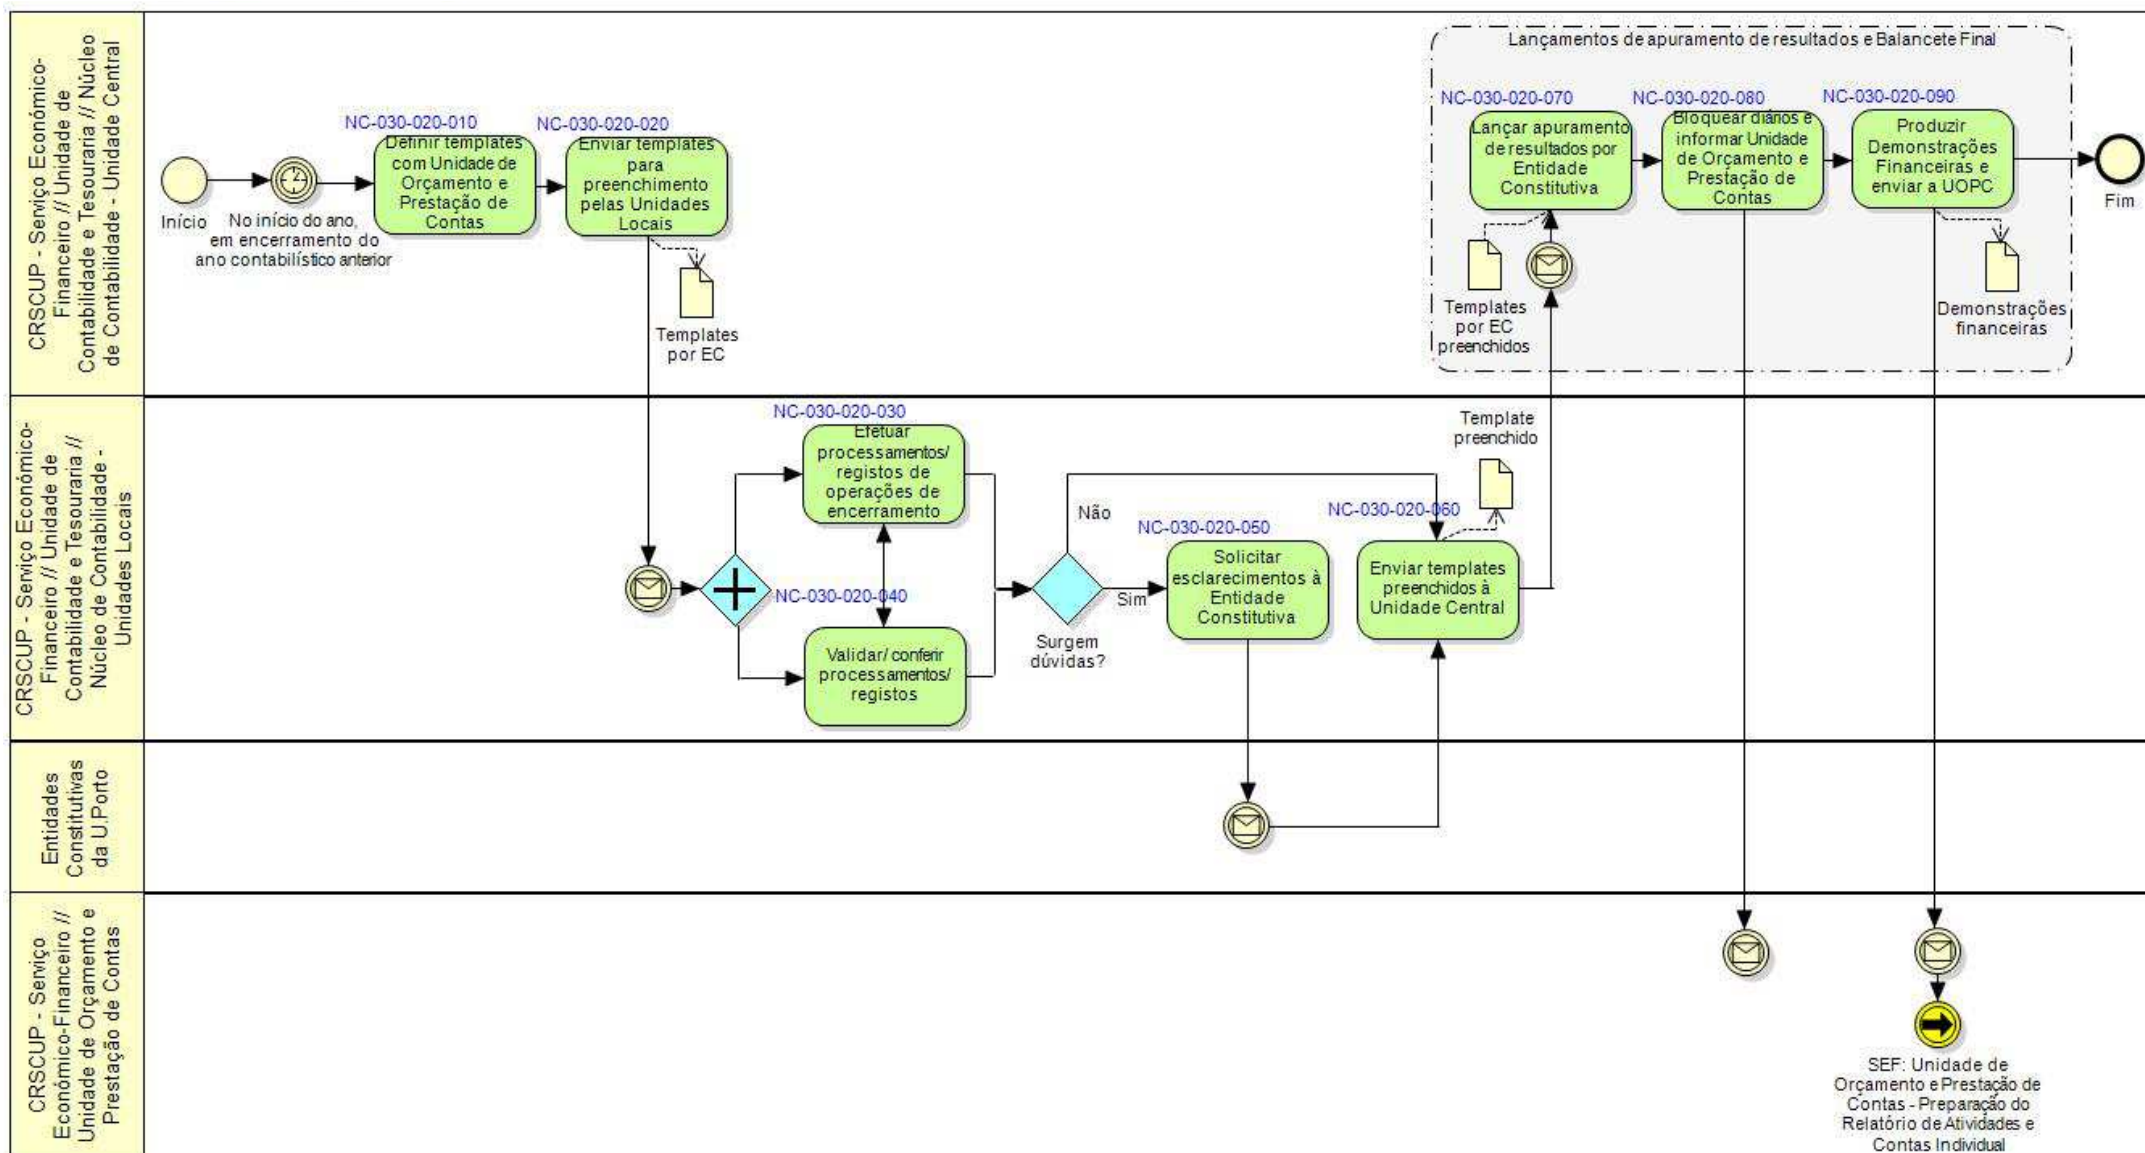 CRSCUP - Serviço Económico-
Financeiro // Unidade de
Contabilidade e Tesouraria // Núcleo
de Contabilidade - Unidade Central
Início
No início do ano,
em encerramento do
ano contabilístico anterior
NC-030-020-010
Definir templates
com Unidade de
Orçamento e
Prestação de
Contas
NC-030-020-020
Enviar templates
para
preenchimento
pelas Unidades
Locais
Templates
por EC
Lançamentos de apuramento de resultados e Balancete Final
NC-030-020-070
Lançar apuramento
de resultados por
Entidade
Constitutiva
Templates
por EC
preenchidos
NC-030-020-080
Bloquear diários e
informar Unidade
de Orçamento e
Prestação de
Contas
NC-030-020-090
Produzir
Demonstrações
Financeiras e
enviar a UOPC
Demonstrações
financeiras
Fim
CRSCUP - Serviço Económico-
Financeiro // Unidade de
Contabilidade e Tesouraria //
Núcleo de Contabilidade -
Unidades Locais
NC-030-020-030
Efetuar
processamentos/
registos de
operações de
encerramento
NC-030-020-040
Validar/ conferir
processamentos/
registos
Surgem
dúvidas?
Não
Sim
NC-030-020-050
Solicitar
esclarecimentos à
Entidade
Constitutiva
NC-030-020-060
Enviar templates
preenchidos à
Unidade Central
Template
preenchido
Entidades
Constitutivas
da U.Porto
CRSCUP - Serviço
Económico-Financeiro //
Unidade de Orçamento e
Prestação de Contas
SEF: Unidade de
Orçamento e Prestação de
Contas - Preparação do
Relatório de Atividades e
Contas Individual